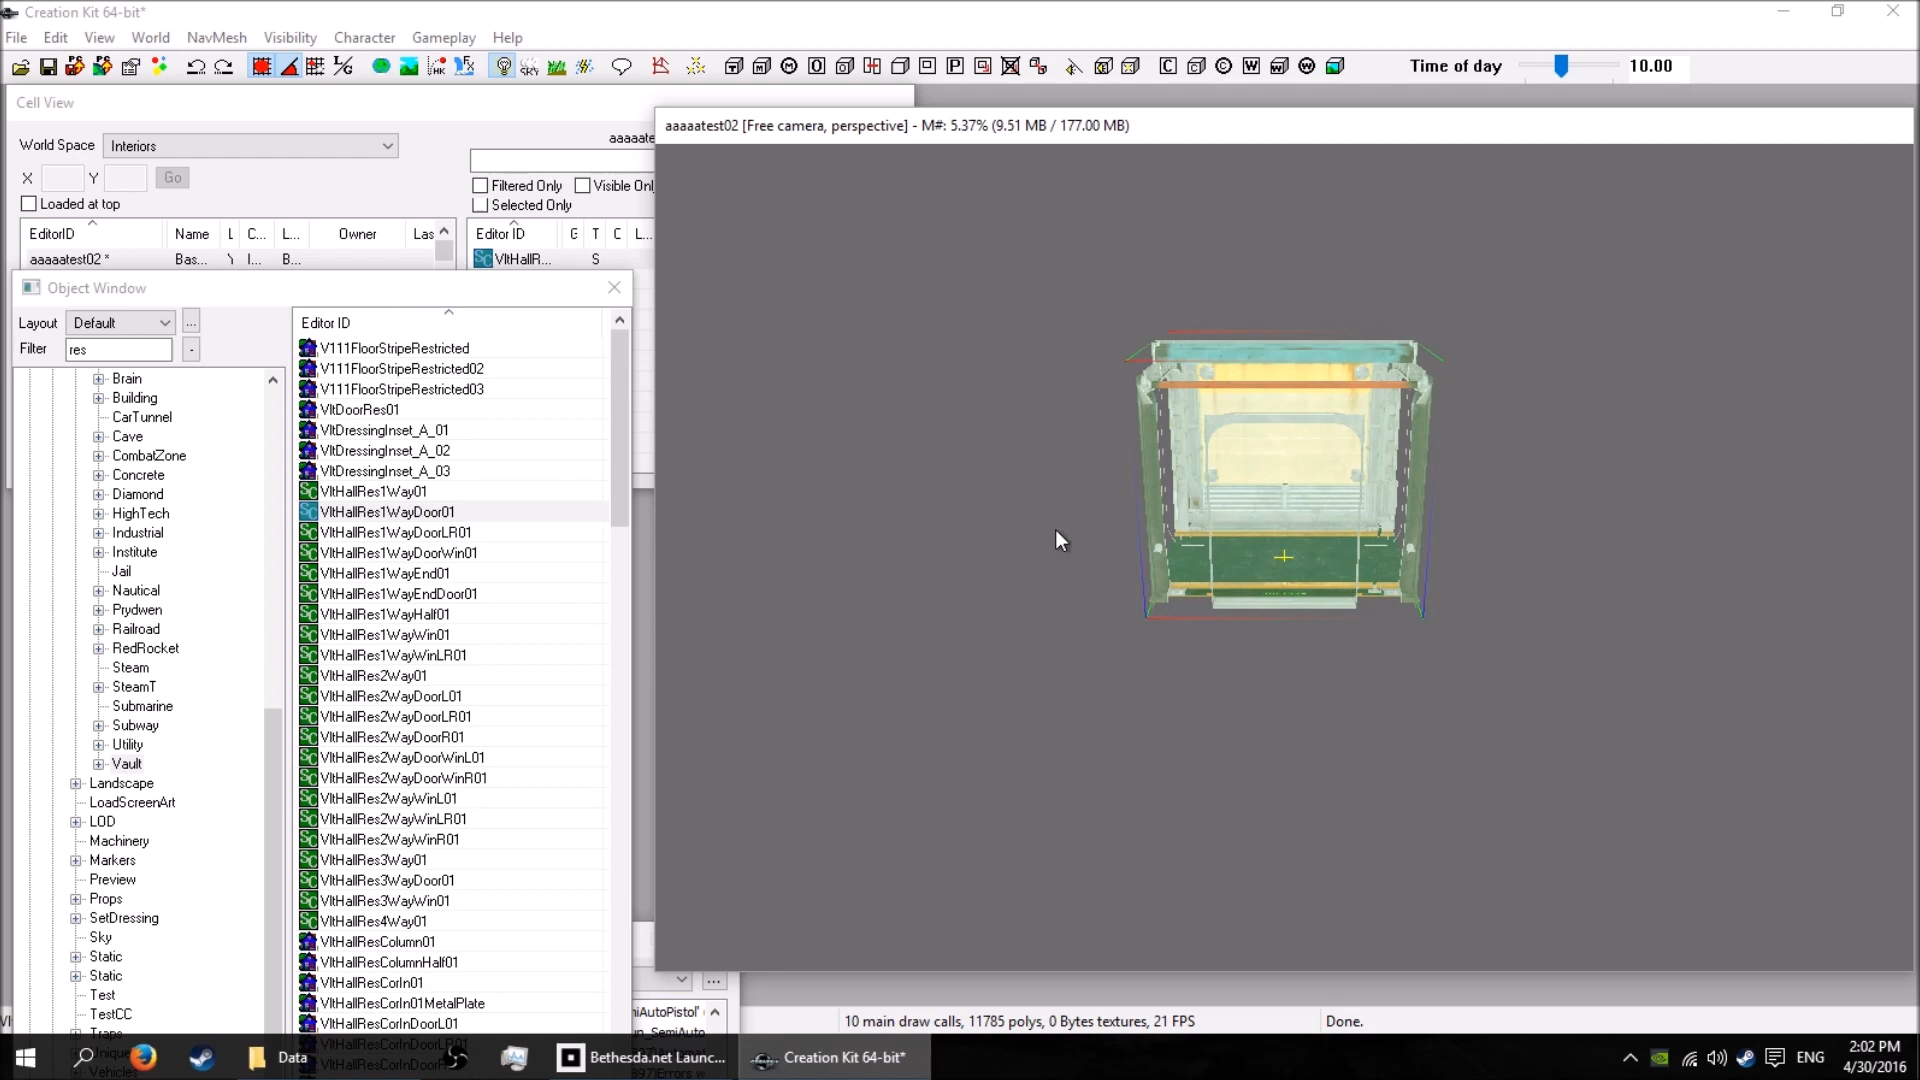 Creation Kit 64-bit*
File Edit View World NavMesh Visibility Character Gameplay Help
Time of day 10.00
Cell View
World Space Interiors
aaaaate
X Y Go
Loaded at top
Filtered Only Visible Onl
Selected Only
EditorID Name L C... L... Owner Las
aaaaatest02 * Bas... I... B...
Editor ID G T C L...
VltHallR... S
aaaaatest02 [Free camera, perspective] - M#: 5.37% (9.51 MB / 177.00 MB)
Object Window
Layout Default ...
Filter res -
Brain
Building
CarTunnel
Cave
CombatZone
Concrete
Diamond
HighTech
Industrial
Institute
Jail
Nautical
Prydwen
Railroad
RedRocket
Steam
SteamT
Submarine
Subway
Utility
Vault
Landscape
LoadScreenArt
LOD
Machinery
Markers
Preview
Props
SetDressing
Sky
Static
Static
Test
TestCC
Traps
Vehicles
Editor ID
V111FloorStripeRestricted
V111FloorStripeRestricted02
V111FloorStripeRestricted03
VltDoorRes01
VltDressingInset_A_01
VltDressingInset_A_02
VltDressingInset_A_03
VltHallRes1Way01
VltHallRes1WayDoor01
VltHallRes1WayDoorLR01
VltHallRes1WayDoorWin01
VltHallRes1WayEnd01
VltHallRes1WayEndDoor01
VltHallRes1WayHalf01
VltHallRes1WayWin01
VltHallRes1WayWinLR01
VltHallRes2Way01
VltHallRes2WayDoorL01
VltHallRes2WayDoorLR01
VltHallRes2WayDoorR01
VltHallRes2WayDoorWinL01
VltHallRes2WayDoorWinR01
VltHallRes2WayWinL01
VltHallRes2WayWinLR01
VltHallRes2WayWinR01
VltHallRes3Way01
VltHallRes3WayDoor01
VltHallRes3WayWin01
VltHallRes4Way01
VltHallResColumn01
VltHallResColumnHalf01
VltHallResCorIn01
VltHallResCorIn01MetalPlate
VltHallResCorInDoorL01
VltHallResCorInDoorLR01
...
niAutoPistol'
un_SemiAuto
10 main draw calls, 11785 polys, 0 Bytes textures, 21 FPS
Done.
Data
Bethesda.net Launc...
Creation Kit 64-bit*
ENG
2:02 PM
4/30/2016